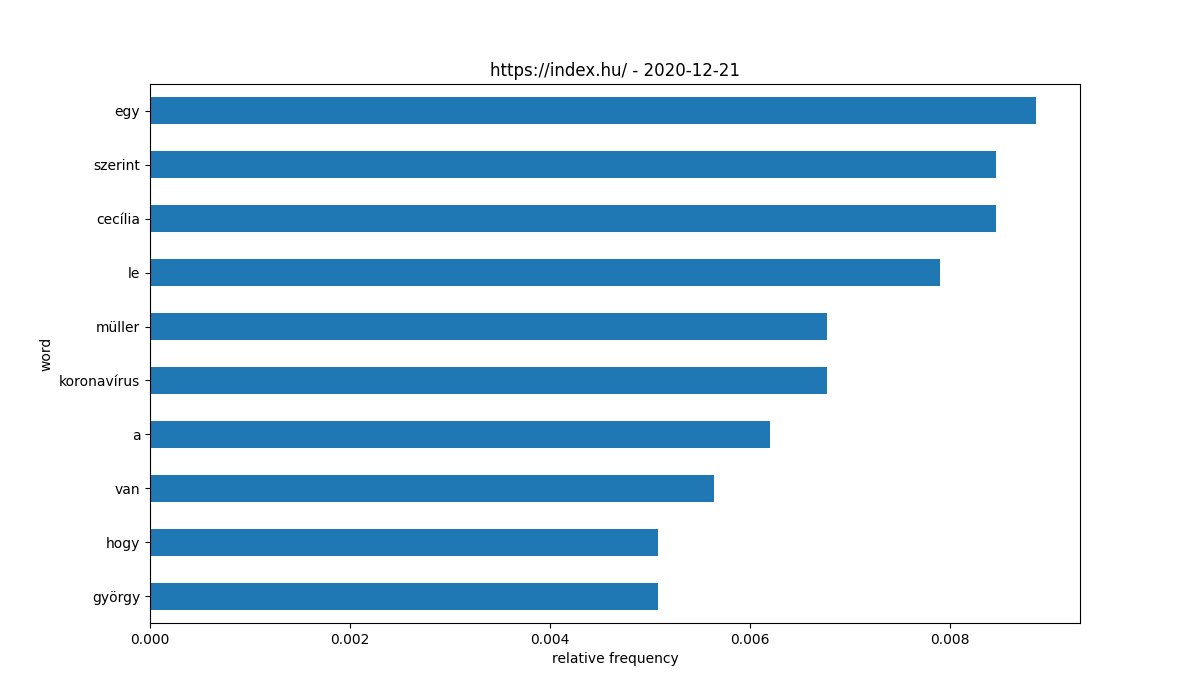 https://index.hu/ - 2020-12-21
egy
szerint
cecília
le
müller
koronavírus
a
van
hogy
györgy
word
0.000 0.002 0.004 0.006 0.008
relative frequency